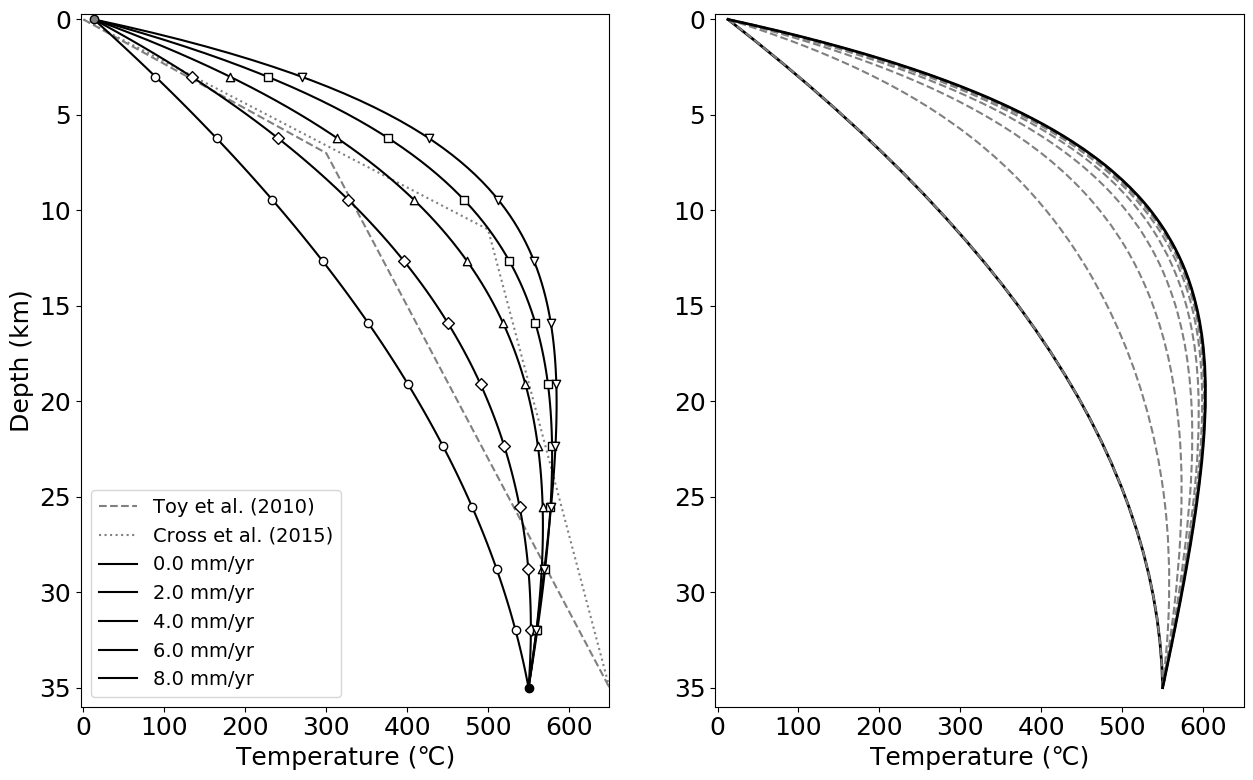 0
5
10
15
20
25
30
35
Depth (km)
Toy et al. (2010)
Cross et al. (2015)
0.0 mm/yr
2.0 mm/yr
4.0 mm/yr
6.0 mm/yr
8.0 mm/yr
0 100 200 300 400 500 600
Temperature (℃)
0
5
10
15
20
25
30
35
0 100 200 300 400 500 600
Temperature (℃)